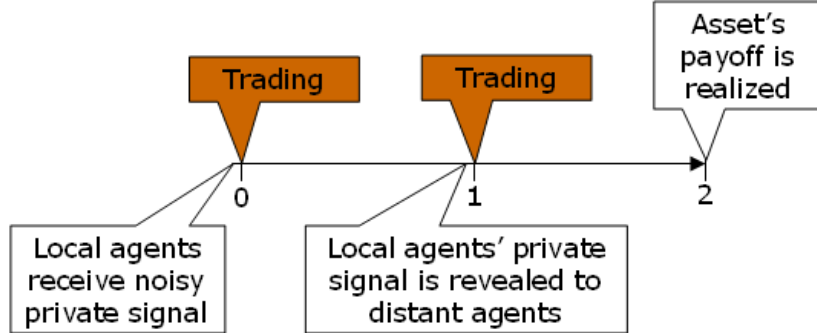 Trading
Trading
Asset's
payoff is
realized
0
1
2
Local agents
receive noisy
private signal
Local agents' private
signal is revealed to
distant agents